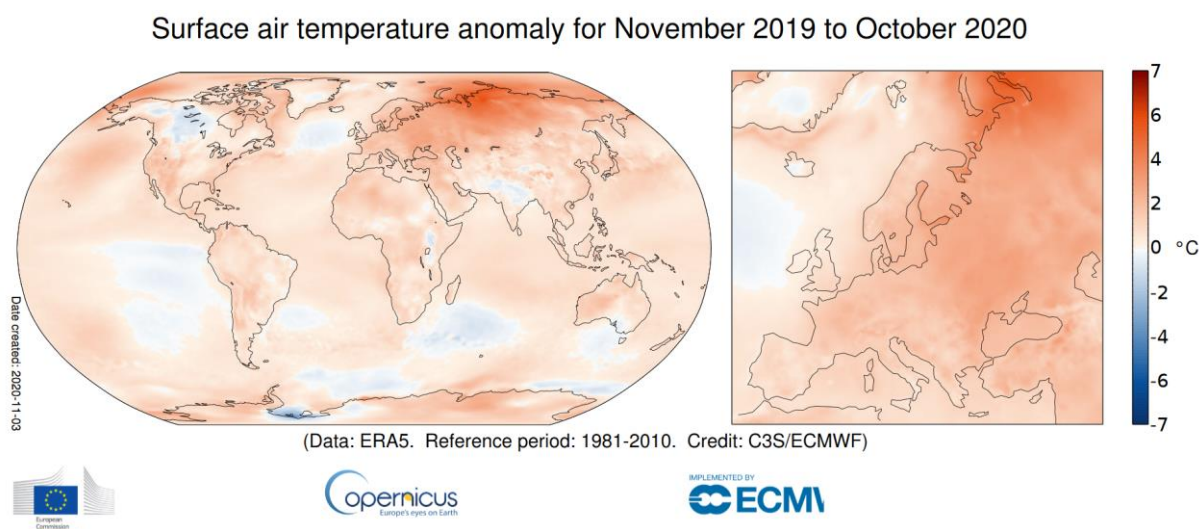 Surface air temperature anomaly for November 2019 to October 2020
7
6
4
2
0 °C
-2
-4
-6
-7
Date created: 2020-11-03
(Data: ERA5. Reference period: 1981-2010. Credit: C3S/ECMWF)
European
Commission
opernicus
Europe's eyes on Earth
IMPLEMENTED BY
ECM